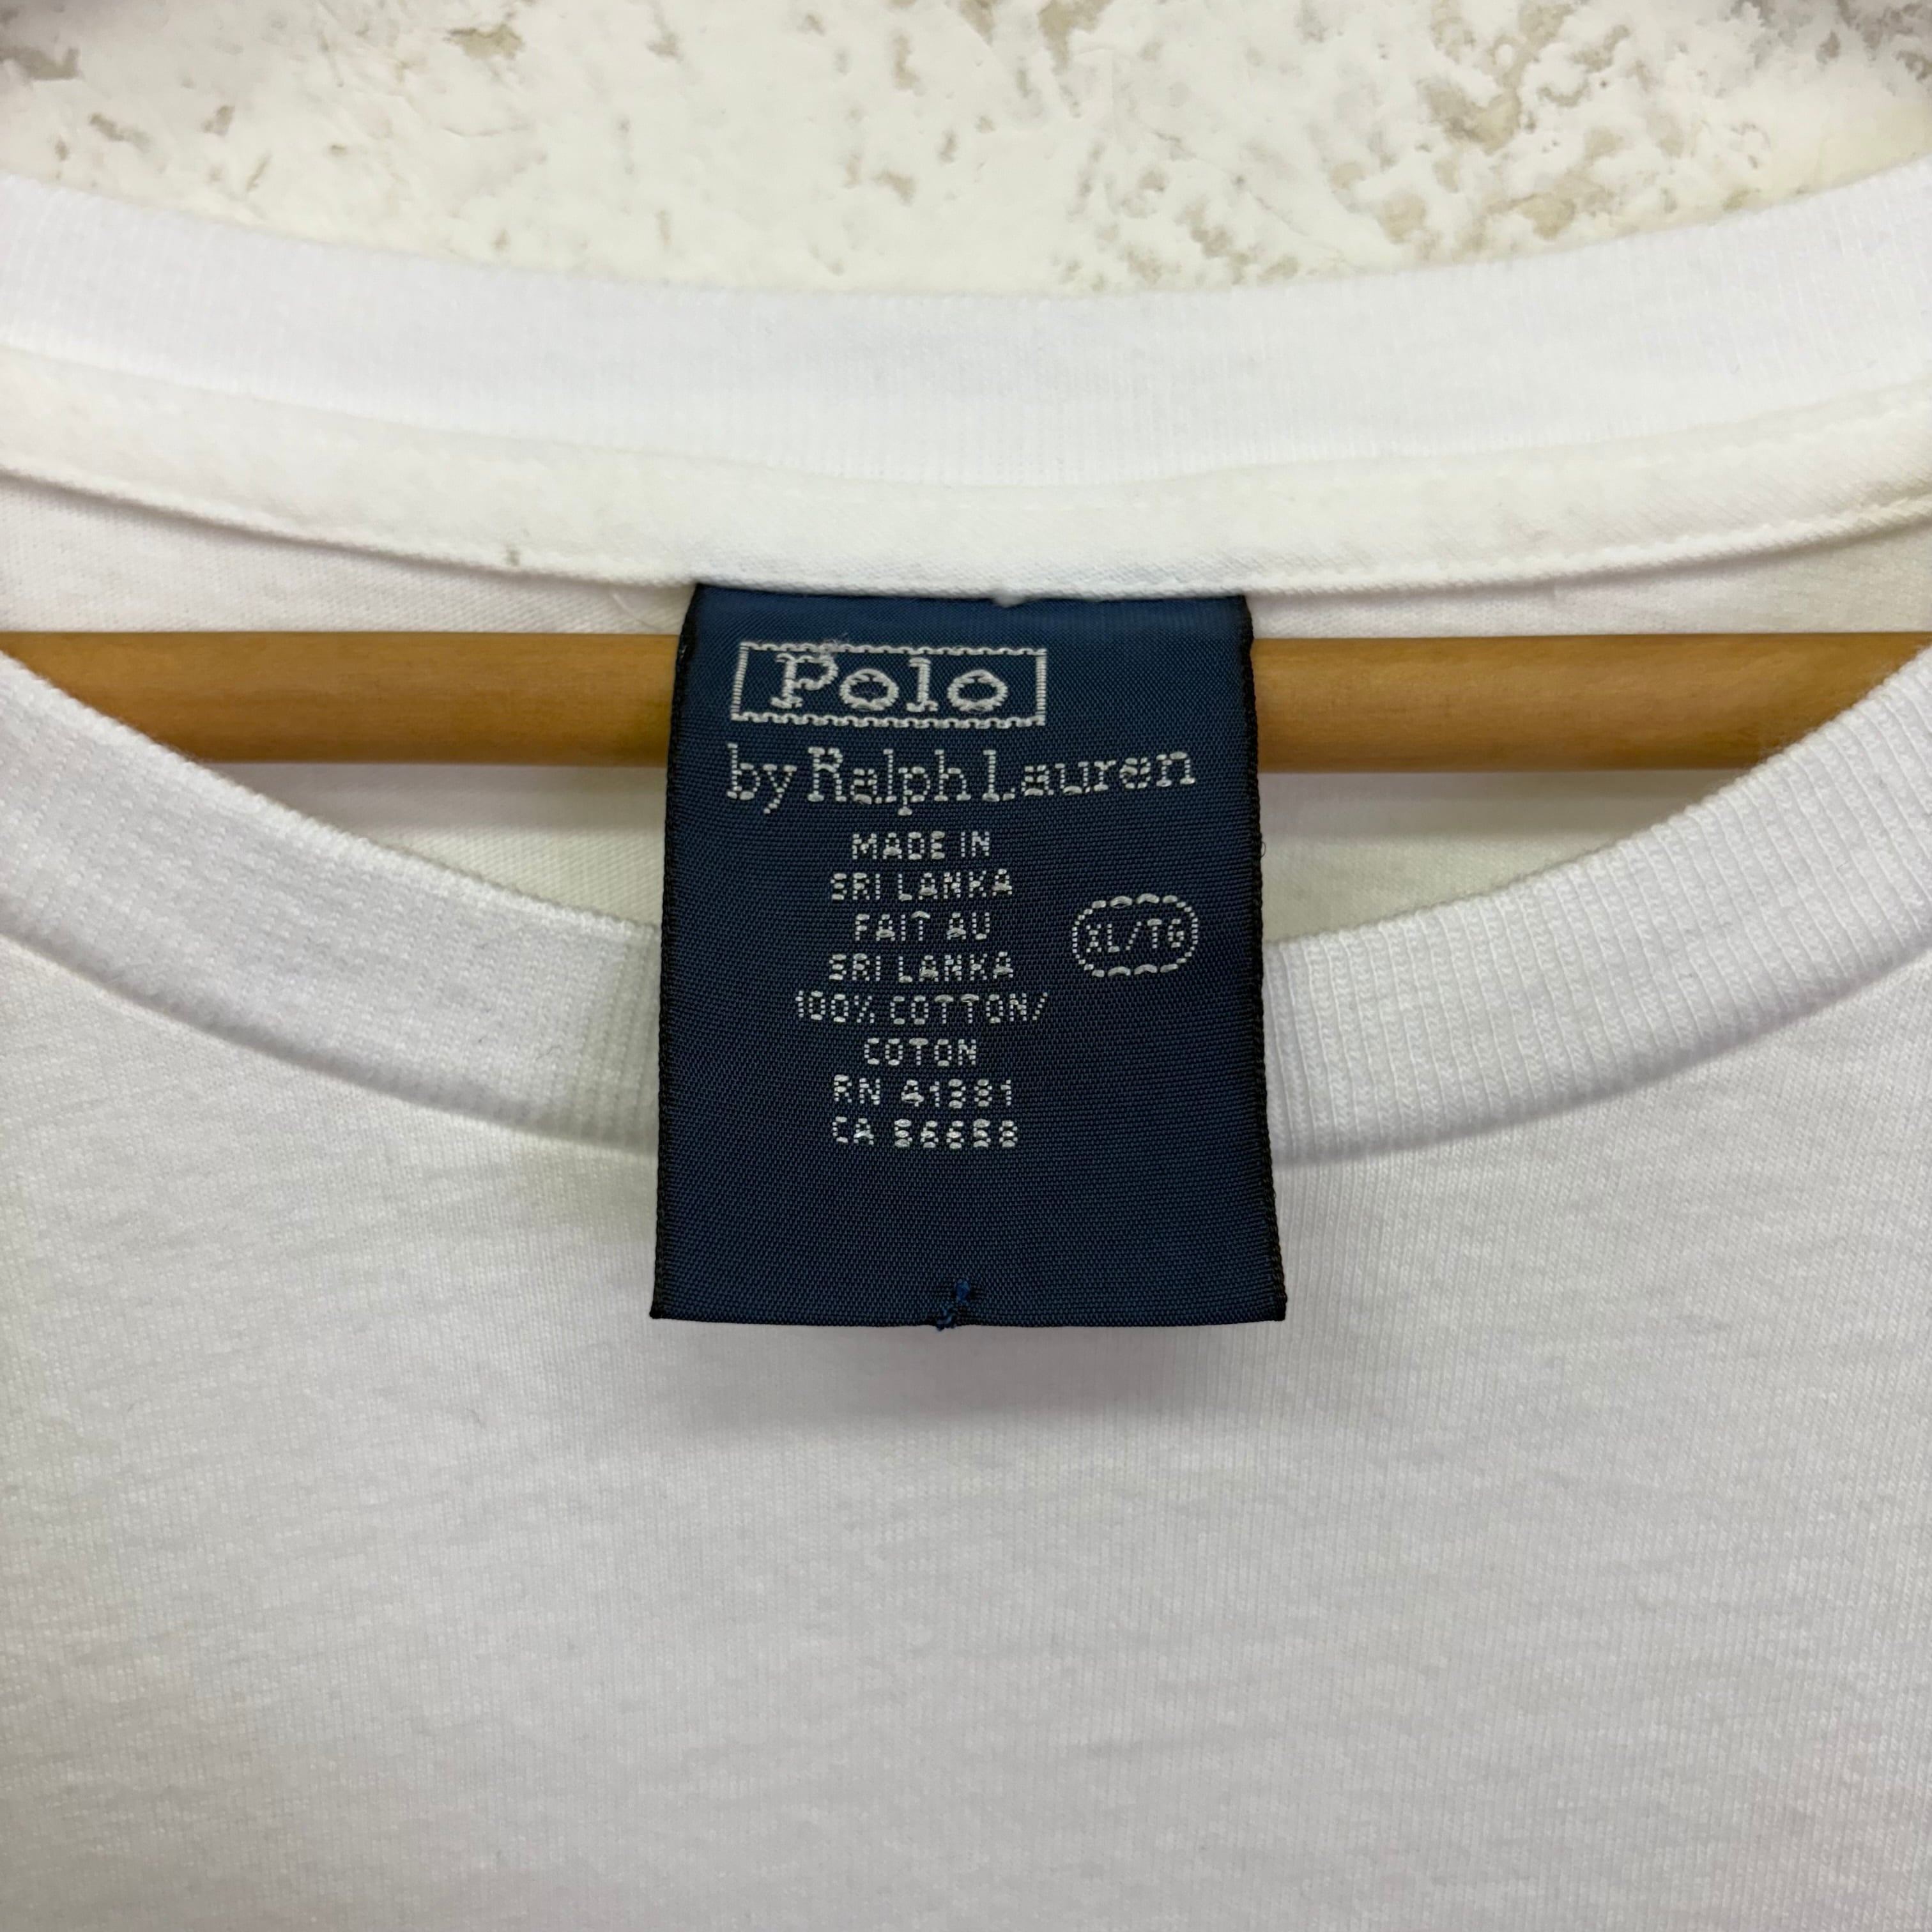 Polo
by Ralph Lauren
MADE IN
SRI LANKA
FAIT AU
SRI LANKA
XL/TG
100% COTTON/
COTON
RN 41381
CA 56658